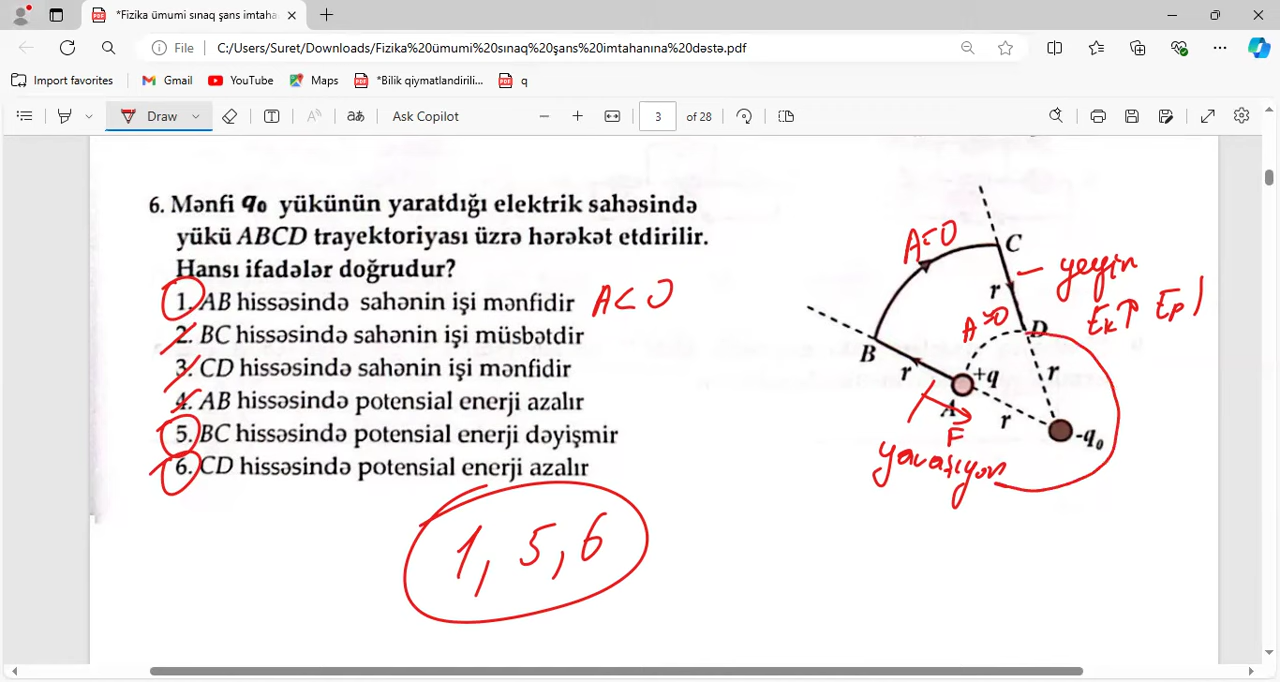 *Fizika ümumi sınaq şans imtaha
File C:/Users/Suret/Downloads/Fizika%20ümumi%20sınaq%20şans%20imtahanına%20dəstə.pdf
Import favorites Gmail YouTube Maps *Bilik qiymatlandirili... q
Draw aあ Ask Copilot 3 of 28
6. Mənfi q₀ yükünün yaratdığı elektrik sahəsində
yükü ABCD trayektoriyası üzrə hərəkət etdirilir.
Hansı ifadələr doğrudur?
1. AB hissəsində sahənin işi mənfidir A < 0
2. BC hissəsində sahənin işi müsbətdir
3. CD hissəsində sahənin işi mənfidir
4. AB hissəsində potensial enerji azalır
5. BC hissəsində potensial enerji dəyişmir
6. CD hissəsində potensial enerji azalır
1, 5, 6
A<0
C
yeyin
r
A>0
D
Ek↑ Ep
B
r
+q
r
A
r
F
-q₀
yavaşıyon